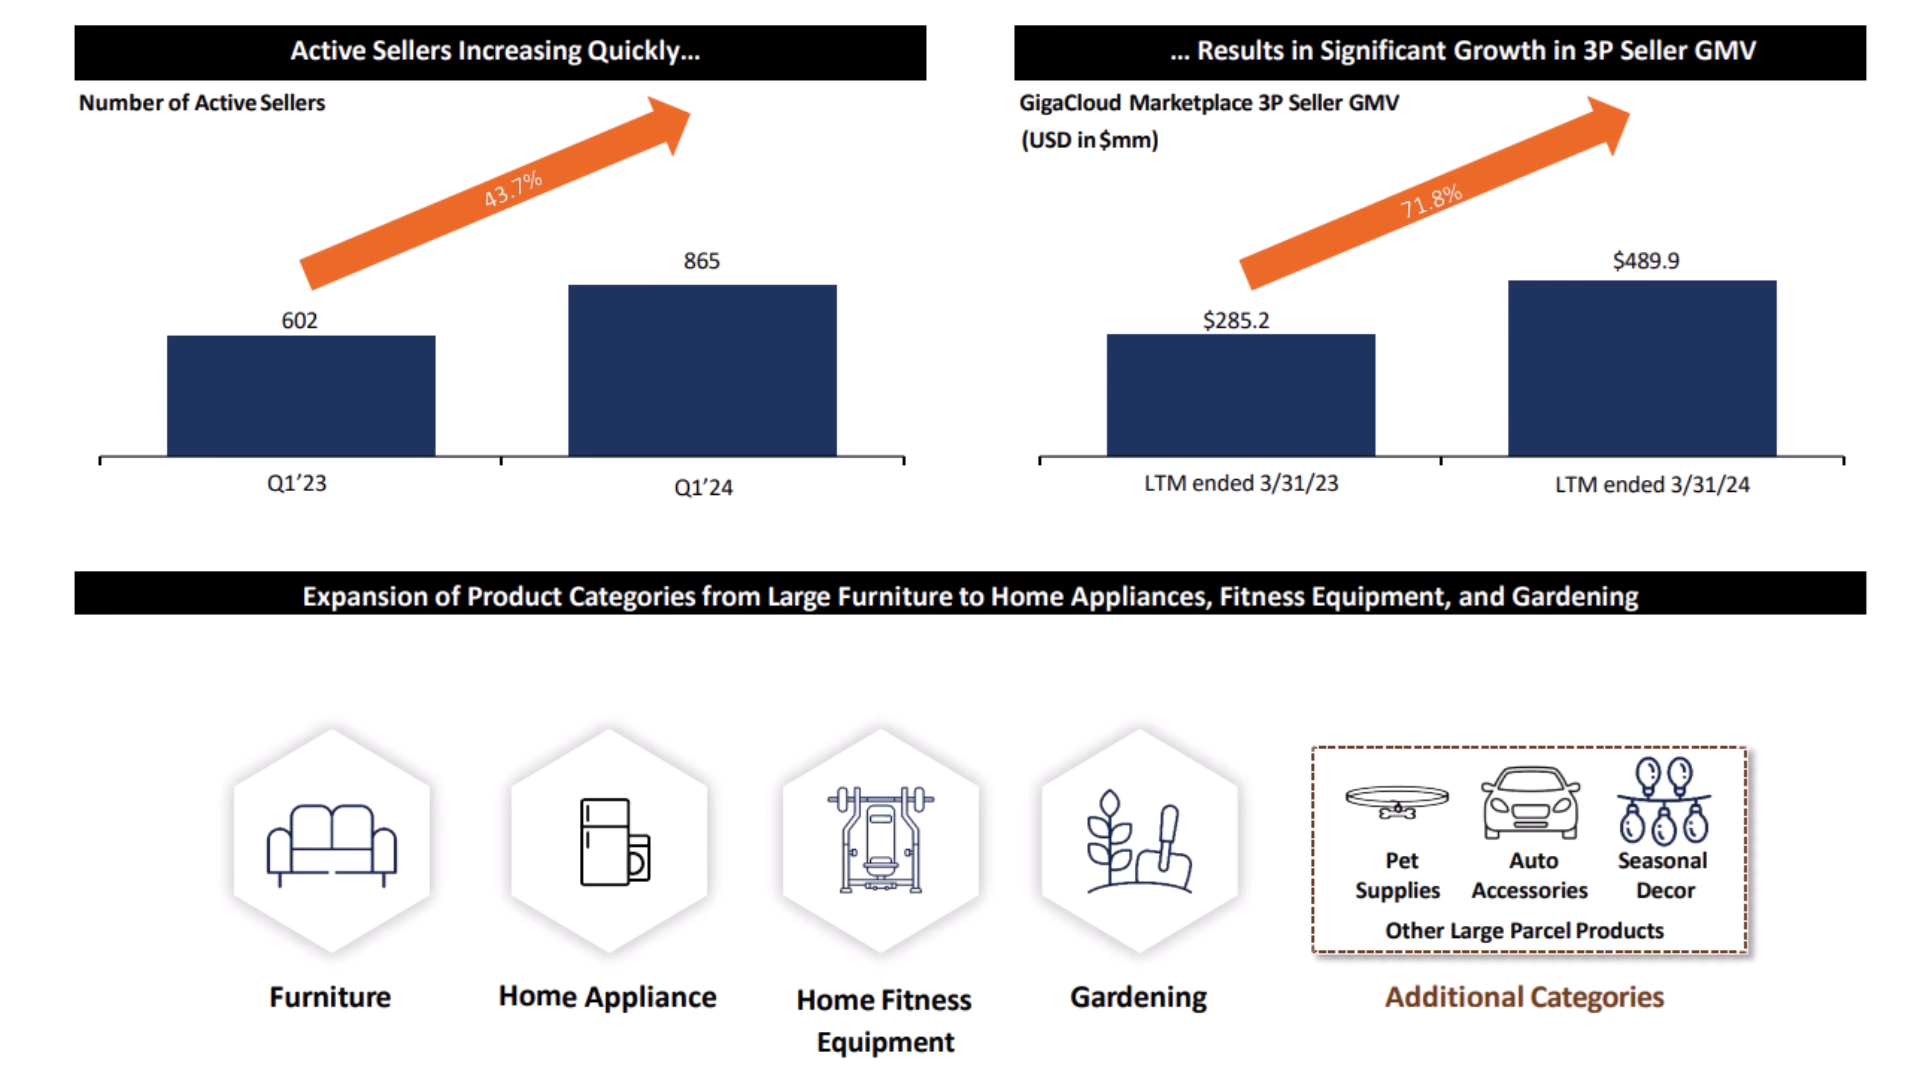 Active Sellers Increasing Quickly...
Number of Active Sellers
43.7%
602
865
Q1’23
Q1’24
... Results in Significant Growth in 3P Seller GMV
GigaCloud Marketplace 3P Seller GMV
(USD in $mm)
71.8%
$285.2
$489.9
LTM ended 3/31/23
LTM ended 3/31/24
Expansion of Product Categories from Large Furniture to Home Appliances, Fitness Equipment, and Gardening
Furniture
Home Appliance
Home Fitness
Equipment
Gardening
Pet
Supplies
Auto
Accessories
Seasonal
Decor
Other Large Parcel Products
Additional Categories